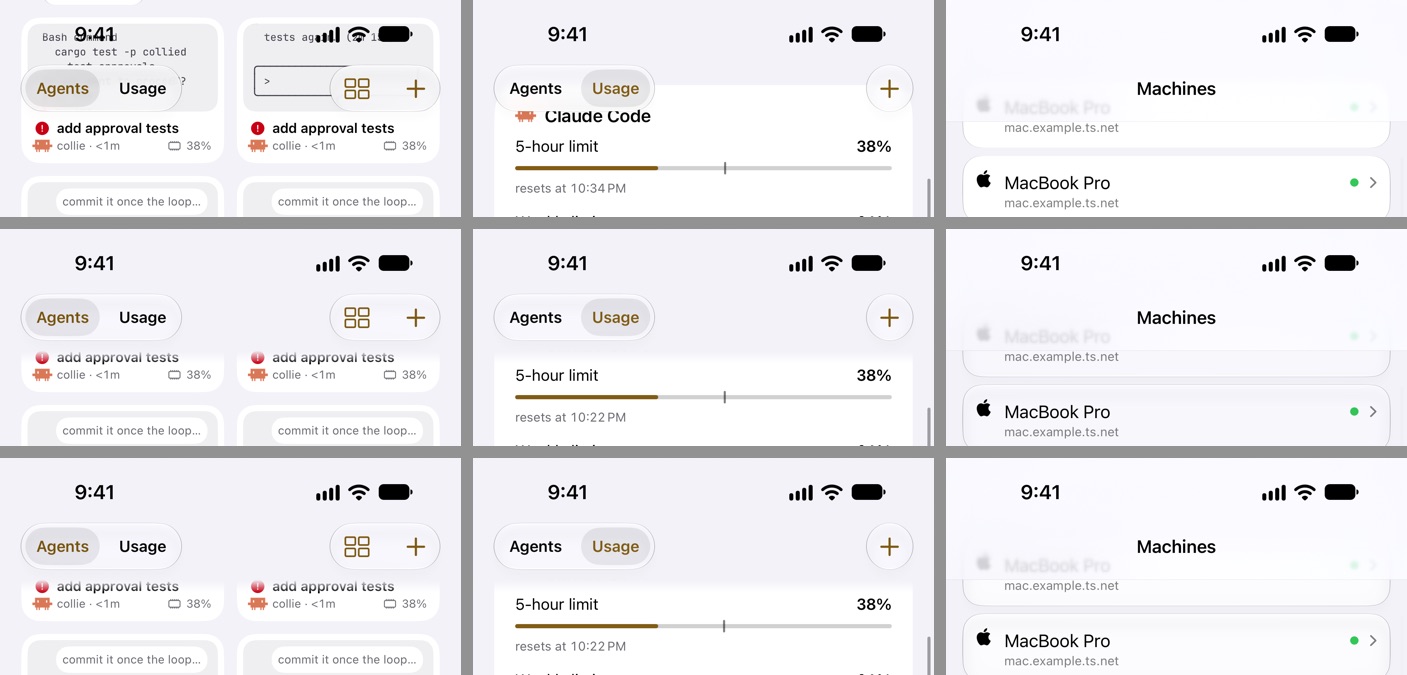 9:41
Bash command
tests again (2m 1
cargo test -p collied
test approvals
?
>
Agents Usage
add approval tests
add approval tests
collie · <1m 38%
collie · <1m 38%
commit it once the loop...
commit it once the loop...
9:41
Agents Usage
Claude Code
5-hour limit 38%
resets at 10:34 PM
9:41
Machines
MacBook Pro
mac.example.ts.net
MacBook Pro
mac.example.ts.net
9:41
Agents Usage
add approval tests
add approval tests
collie · <1m 38%
collie · <1m 38%
commit it once the loop...
commit it once the loop...
9:41
Agents Usage
5-hour limit 38%
resets at 10:22 PM
9:41
Machines
MacBook Pro
mac.example.ts.net
MacBook Pro
mac.example.ts.net
9:41
Agents Usage
add approval tests
add approval tests
collie · <1m 38%
collie · <1m 38%
commit it once the loop...
commit it once the loop...
9:41
Agents Usage
5-hour limit 38%
resets at 10:22 PM
9:41
Machines
MacBook Pro
mac.example.ts.net
MacBook Pro
mac.example.ts.net